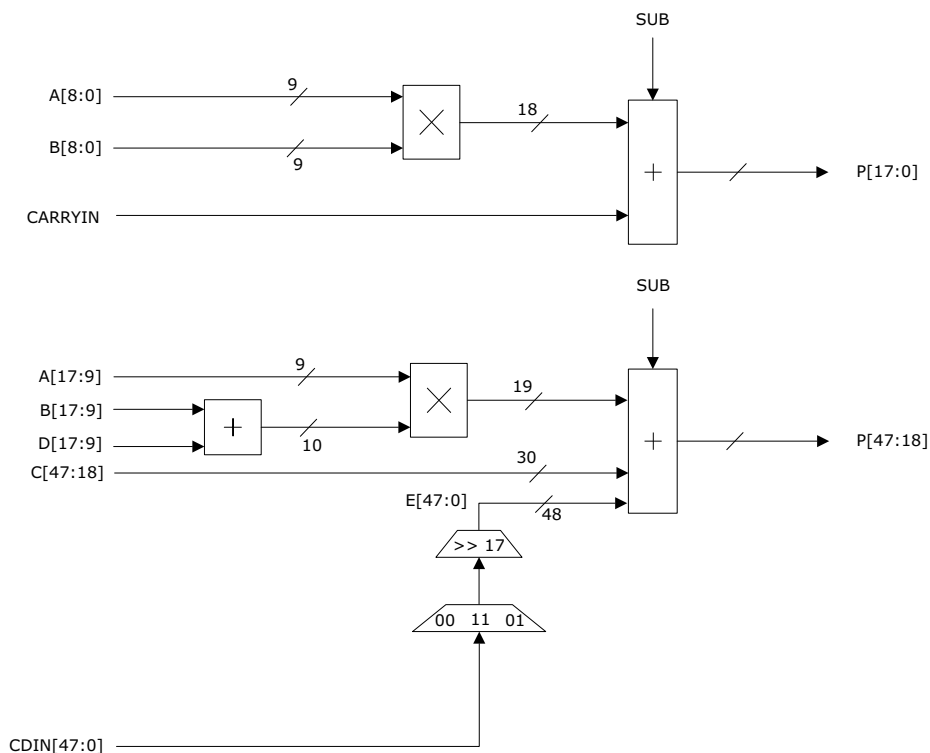 SUB
9
A[8:0]
18
B[8:0]
9
+
P[17:0]
CARRYIN
SUB
9
A[17:9]
19
B[17:9]
+
10
D[17:9]
+
P[47:18]
C[47:18]
30
E[47:0]
48
>> 17
00 11 01
CDIN[47:0]